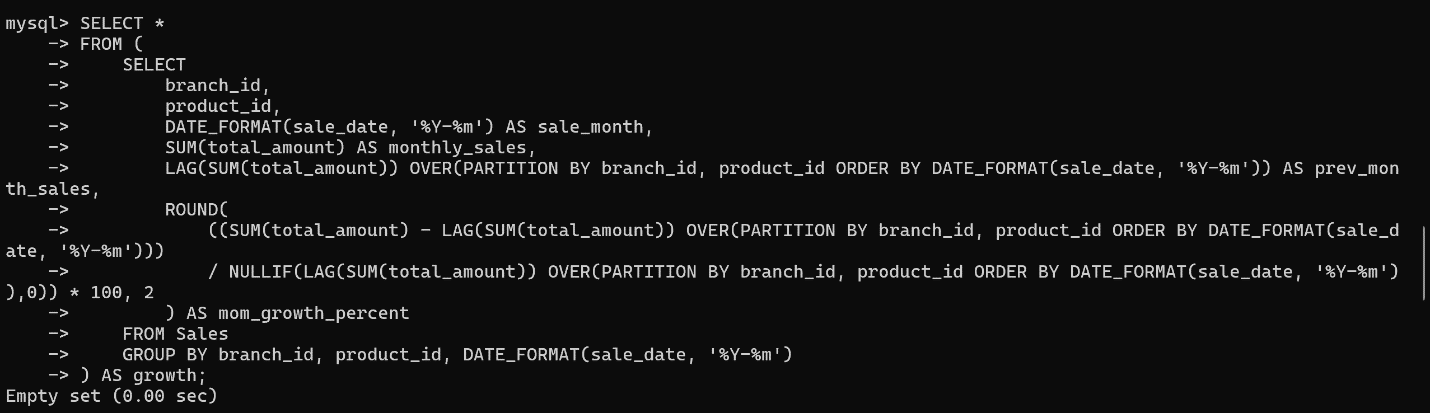 mysql> SELECT *
    -> FROM (
    ->     SELECT
    ->         branch_id,
    ->         product_id,
    ->         DATE_FORMAT(sale_date, '%Y-%m') AS sale_month,
    ->         SUM(total_amount) AS monthly_sales,
    ->         LAG(SUM(total_amount)) OVER(PARTITION BY branch_id, product_id ORDER BY DATE_FORMAT(sale_date, '%Y-%m')) AS prev_mon
th_sales,
    ->         ROUND(
    ->             ((SUM(total_amount) - LAG(SUM(total_amount)) OVER(PARTITION BY branch_id, product_id ORDER BY DATE_FORMAT(sale_d
ate, '%Y-%m')))
    ->             / NULLIF(LAG(SUM(total_amount)) OVER(PARTITION BY branch_id, product_id ORDER BY DATE_FORMAT(sale_date, '%Y-%m')
),0)) * 100, 2
    ->         ) AS mom_growth_percent
    ->     FROM Sales
    ->     GROUP BY branch_id, product_id, DATE_FORMAT(sale_date, '%Y-%m')
    -> ) AS growth;
Empty set (0.00 sec)